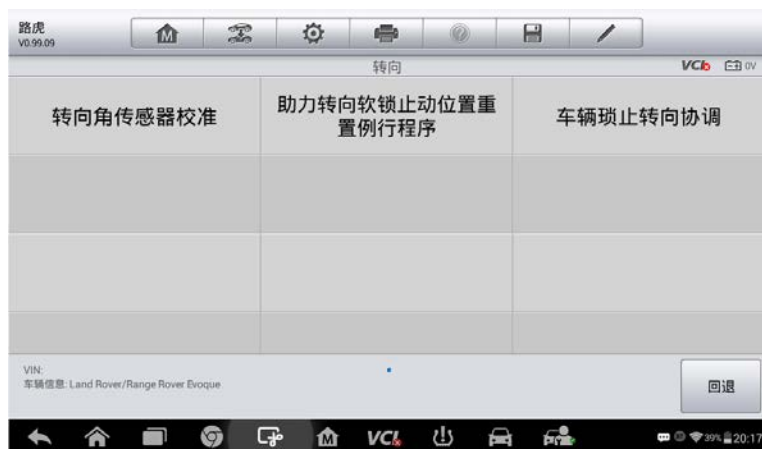 路虎
V0.99.09
转向
VCI
0V
转向角传感器校准
助力转向软锁止动位置重
置例行程序
车辆琐止转向协调
VIN:
车辆信息: Land Rover/Range Rover Evoque
回退
M
VCI
39%
20:17